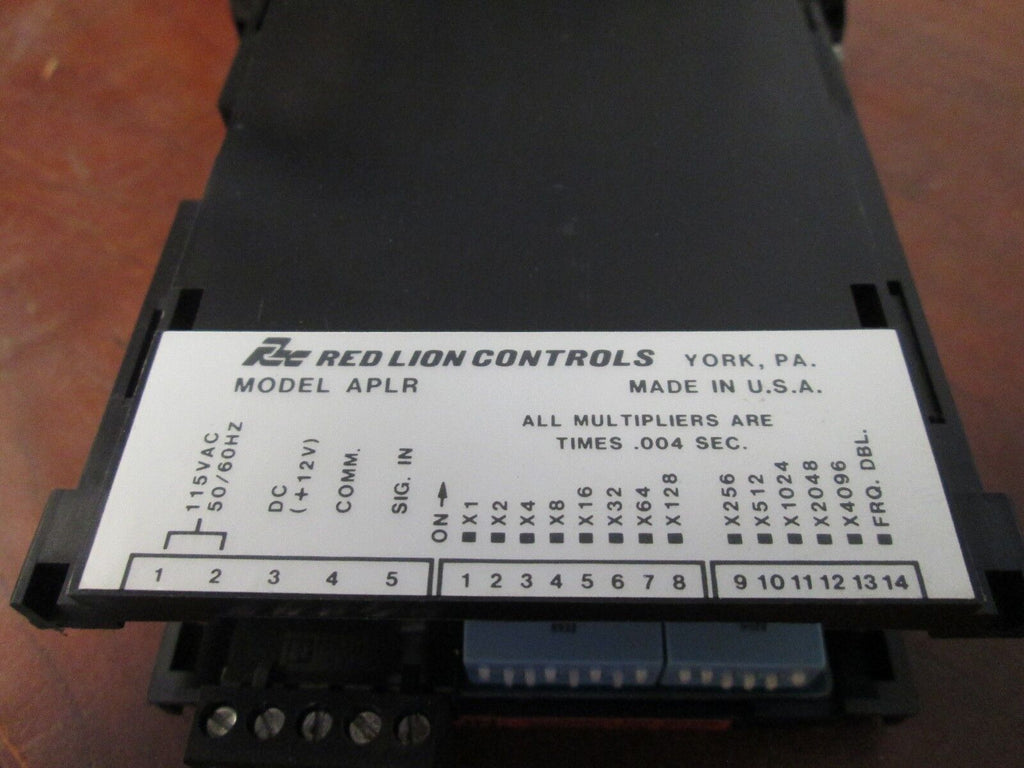 RLC RED LION CONTROLS YORK, PA.
MODEL APLR MADE IN U.S.A.
ALL MULTIPLIERS ARE
TIMES .004 SEC.
115VAC
50/60HZ
DC
(+12V)
COMM.
SIG. IN
ON→
X1
X2
X4
X8
X16
X32
X64
X128
X256
X512
X1024
X2048
X4096
FRQ. DBL.
1 2 3 4 5 1 2 3 4 5 6 7 8 9 10 11 12 13 14